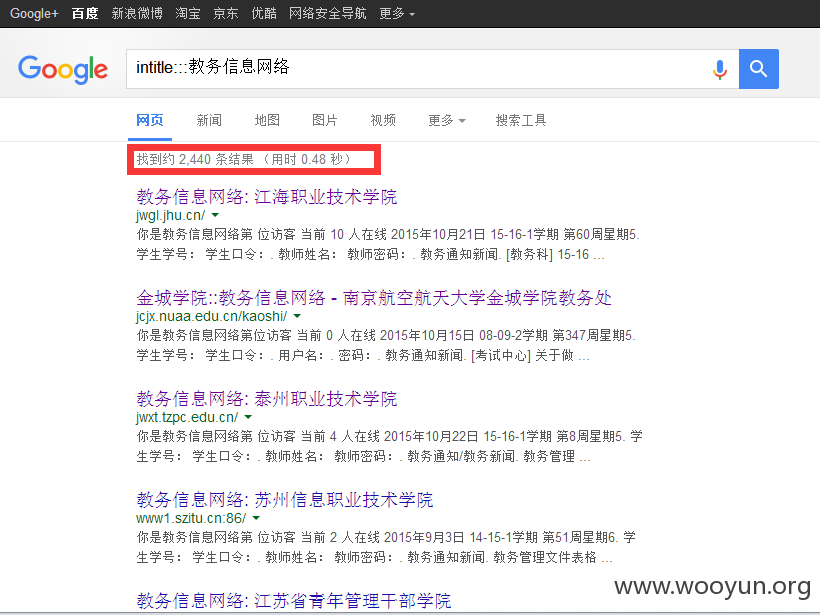 Google+ 百度 新浪微博 淘宝 京东 优酷 网络安全导航 更多
Google intitle:::教务信息网络
网页 新闻 地图 图片 视频 更多 搜索工具
找到约 2,440 条结果 （用时 0.48 秒）
教务信息网络: 江海职业技术学院
jwgl.jhu.cn/
你是教务信息网络第 位访客 当前 10 人在线 2015年10月21日 15-16-1学期 第60周星期5.
学生学号： 学生口令：. 教师姓名： 教师密码：. 教务通知新闻. [教务科] 15-16 ...
金城学院::教务信息网络 - 南京航空航天大学金城学院教务处
jcjx.nuaa.edu.cn/kaoshi/
你是教务信息网络第位访客 当前 0 人在线 2015年10月15日 08-09-2学期 第347周星期5.
学生学号： 学生口令：. 用户名：. 密码：. 教务通知新闻. [考试中心] 关于做 ...
教务信息网络: 泰州职业技术学院
jwxt.tzpc.edu.cn/
你是教务信息网络第 位访客 当前 4 人在线 2015年10月22日 15-16-1学期 第8周星期5. 学
生学号： 学生口令：. 教师姓名： 教师密码：. 教务通知/教务新闻. 教务管理 ...
教务信息网络: 苏州信息职业技术学院
www1.szitu.cn:86/
你是教务信息网络第 位访客 当前 2 人在线 2015年9月3日 14-15-1学期 第51周星期6. 学
生学号： 学生口令：. 教师姓名： 教师密码：. 教务通知新闻. 教务管理文件表格 ...
教务信息网络: 江苏省青年管理干部学院
www.wooyun.org